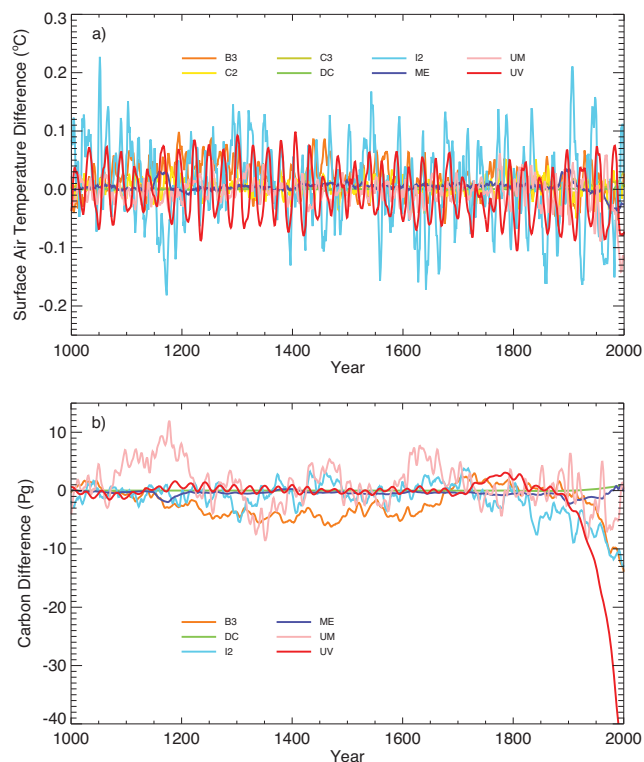 a)
Surface Air Temperature Difference (°C)
0.3
0.2
0.1
0.0
-0.1
-0.2
B3 C3 I2 UM
C2 DC ME UV
1000 1200 1400 1600 1800 2000
Year
b)
Carbon Difference (Pg)
10
0
-10
-20
-30
-40
B3 ME
DC UM
I2 UV
1000 1200 1400 1600 1800 2000
Year